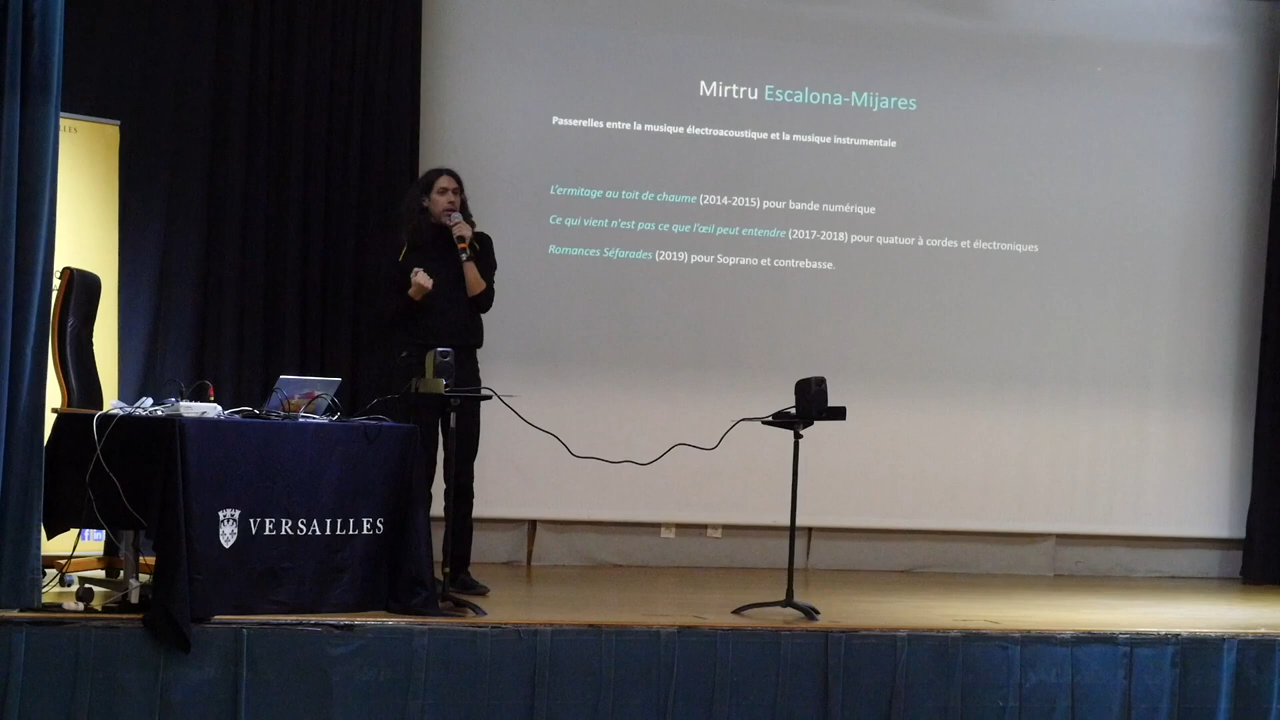 Mirtru Escalona-Mijares
Passerelles entre la musique électroacoustique et la musique instrumentale
L'ermitage au toit de chaume (2014-2015) pour bande numérique
Ce qui vient n'est pas ce que l'œil peut entendre (2017-2018) pour quatuor à cordes et électroniques
Romances Séfarades (2019) pour Soprano et contrebasse.
VERSAILLES